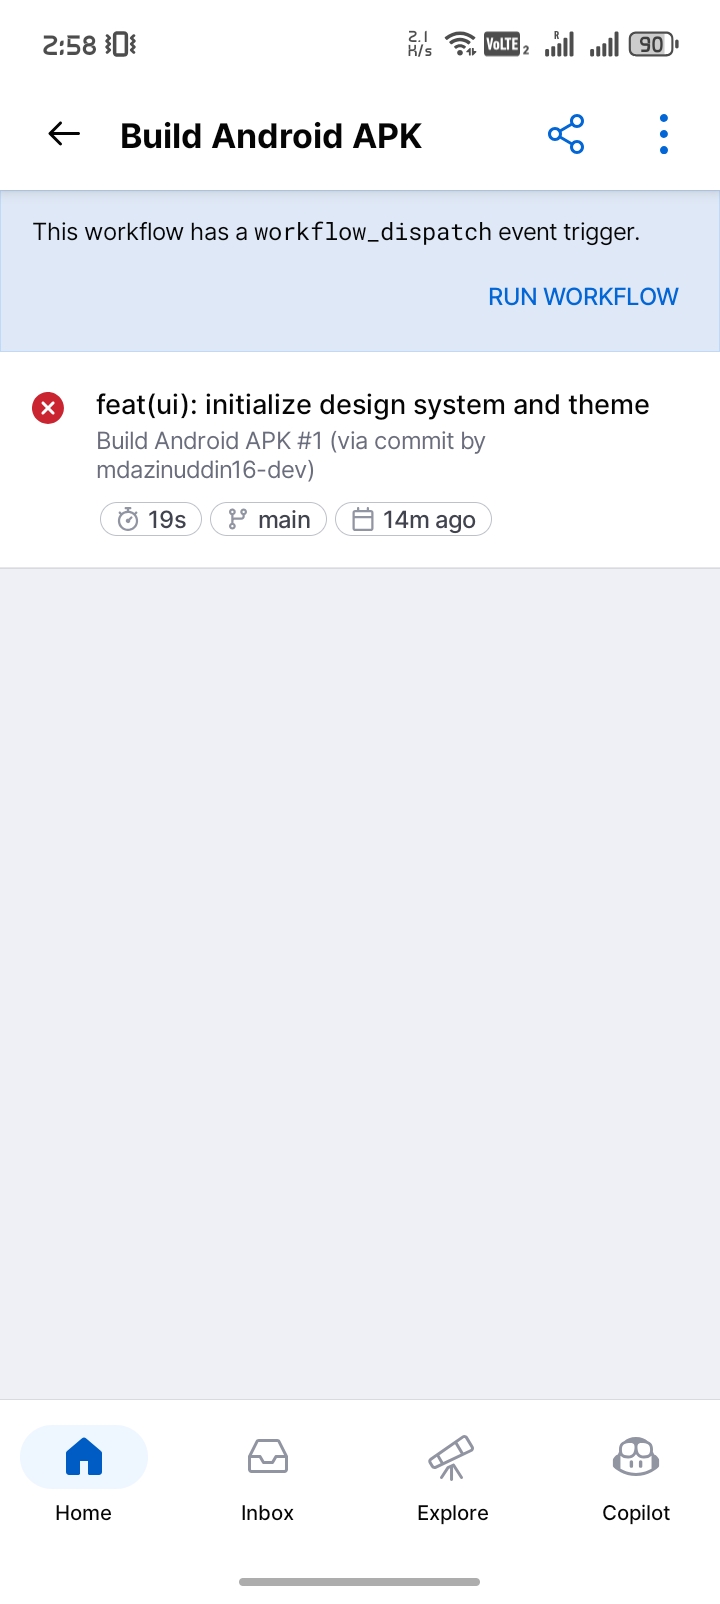 2:58
2.1
K/s
VoLTE 2
R
90
Build Android APK
This workflow has a workflow_dispatch event trigger.
RUN WORKFLOW
feat(ui): initialize design system and theme
Build Android APK #1 (via commit by
mdazinuddin16-dev)
19s
main
14m ago
Home
Inbox
Explore
Copilot